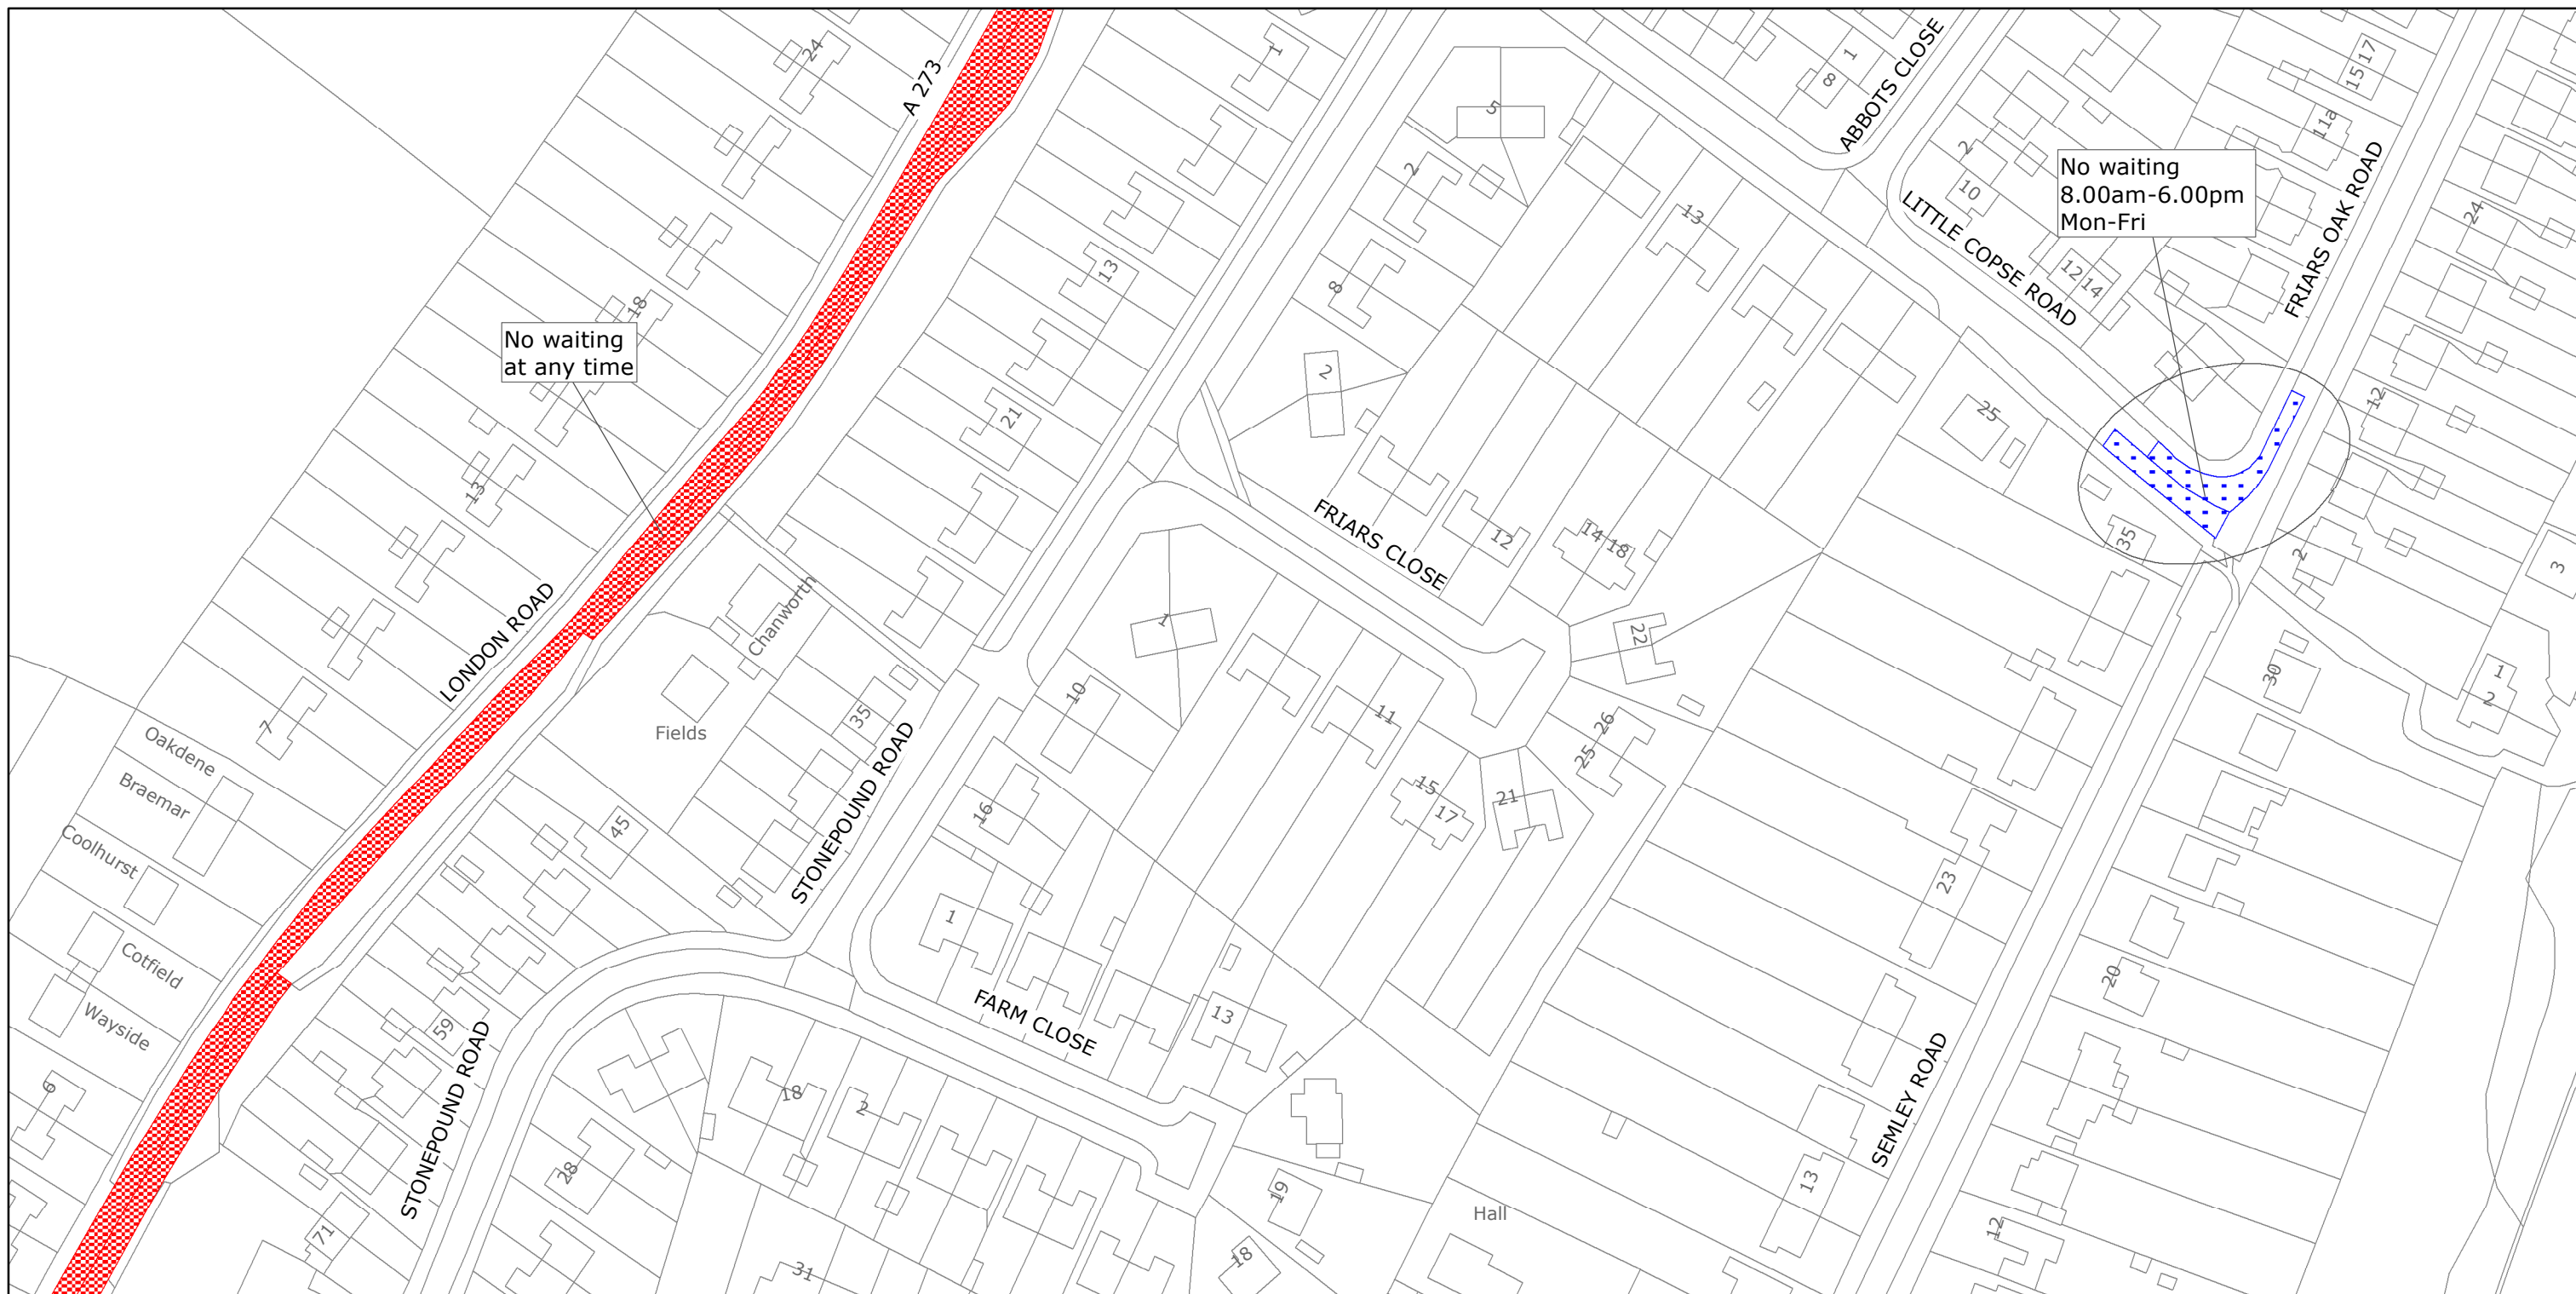 24
A 273
1
5
2
1
8
ABBOTS CLOSE
15 17
11a
No waiting
8.00am-6.00pm
Mon-Fri
2
10
LITTLE COPSE ROAD
12 14
FRIARS OAK ROAD
24
13
13
8
18
No waiting
at any time
2
21
13
25
12
35
2
3
FRIARS CLOSE
12
14 18
22
LONDON ROAD
Chanworth
1
10
11
Fields
35
7
30
1
2
25 26
Oakdene
Braemar
Coolhurst
Cotfield
Wayside
45
STONEPOUND ROAD
16
15
17
21
23
1
20
FARM CLOSE
13
59
STONEPOUND ROAD
6
18
2
28
SEMLEY ROAD
13
19
Hall
12
71
31
18